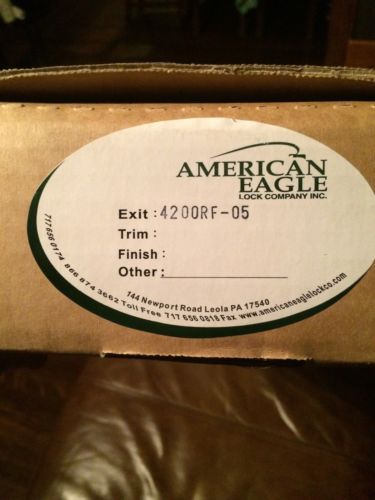 AMERICAN
EAGLE
LOCK COMPANY INC.
Exit : 4200RF-05
Trim :
Finish :
Other :
717 656 0174 866 874 3662 Toll Free 717 656 0818 Fax www.americaneaglelockco.com
144 Newport Road Leola PA 17540